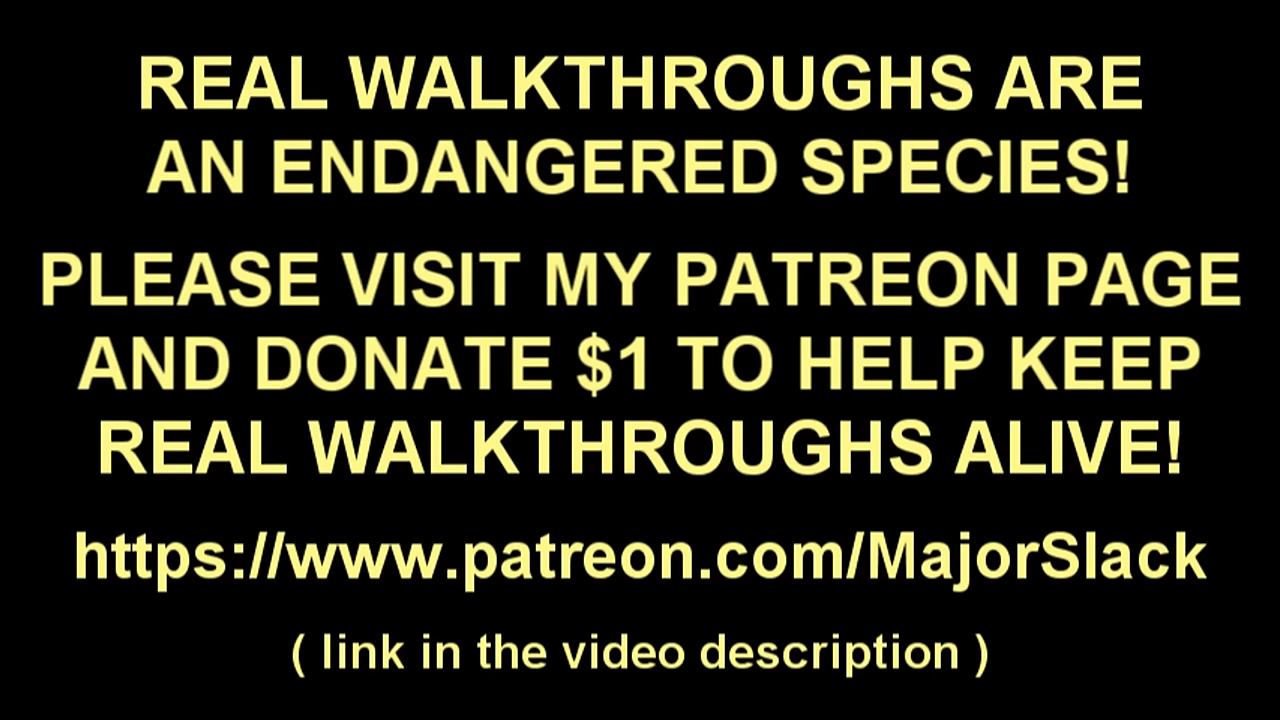 REAL WALKTHROUGHS ARE
AN ENDANGERED SPECIES!
PLEASE VISIT MY PATREON PAGE
AND DONATE $1 TO HELP KEEP
REAL WALKTHROUGHS ALIVE!
https://www.patreon.com/MajorSlack
( link in the video description )